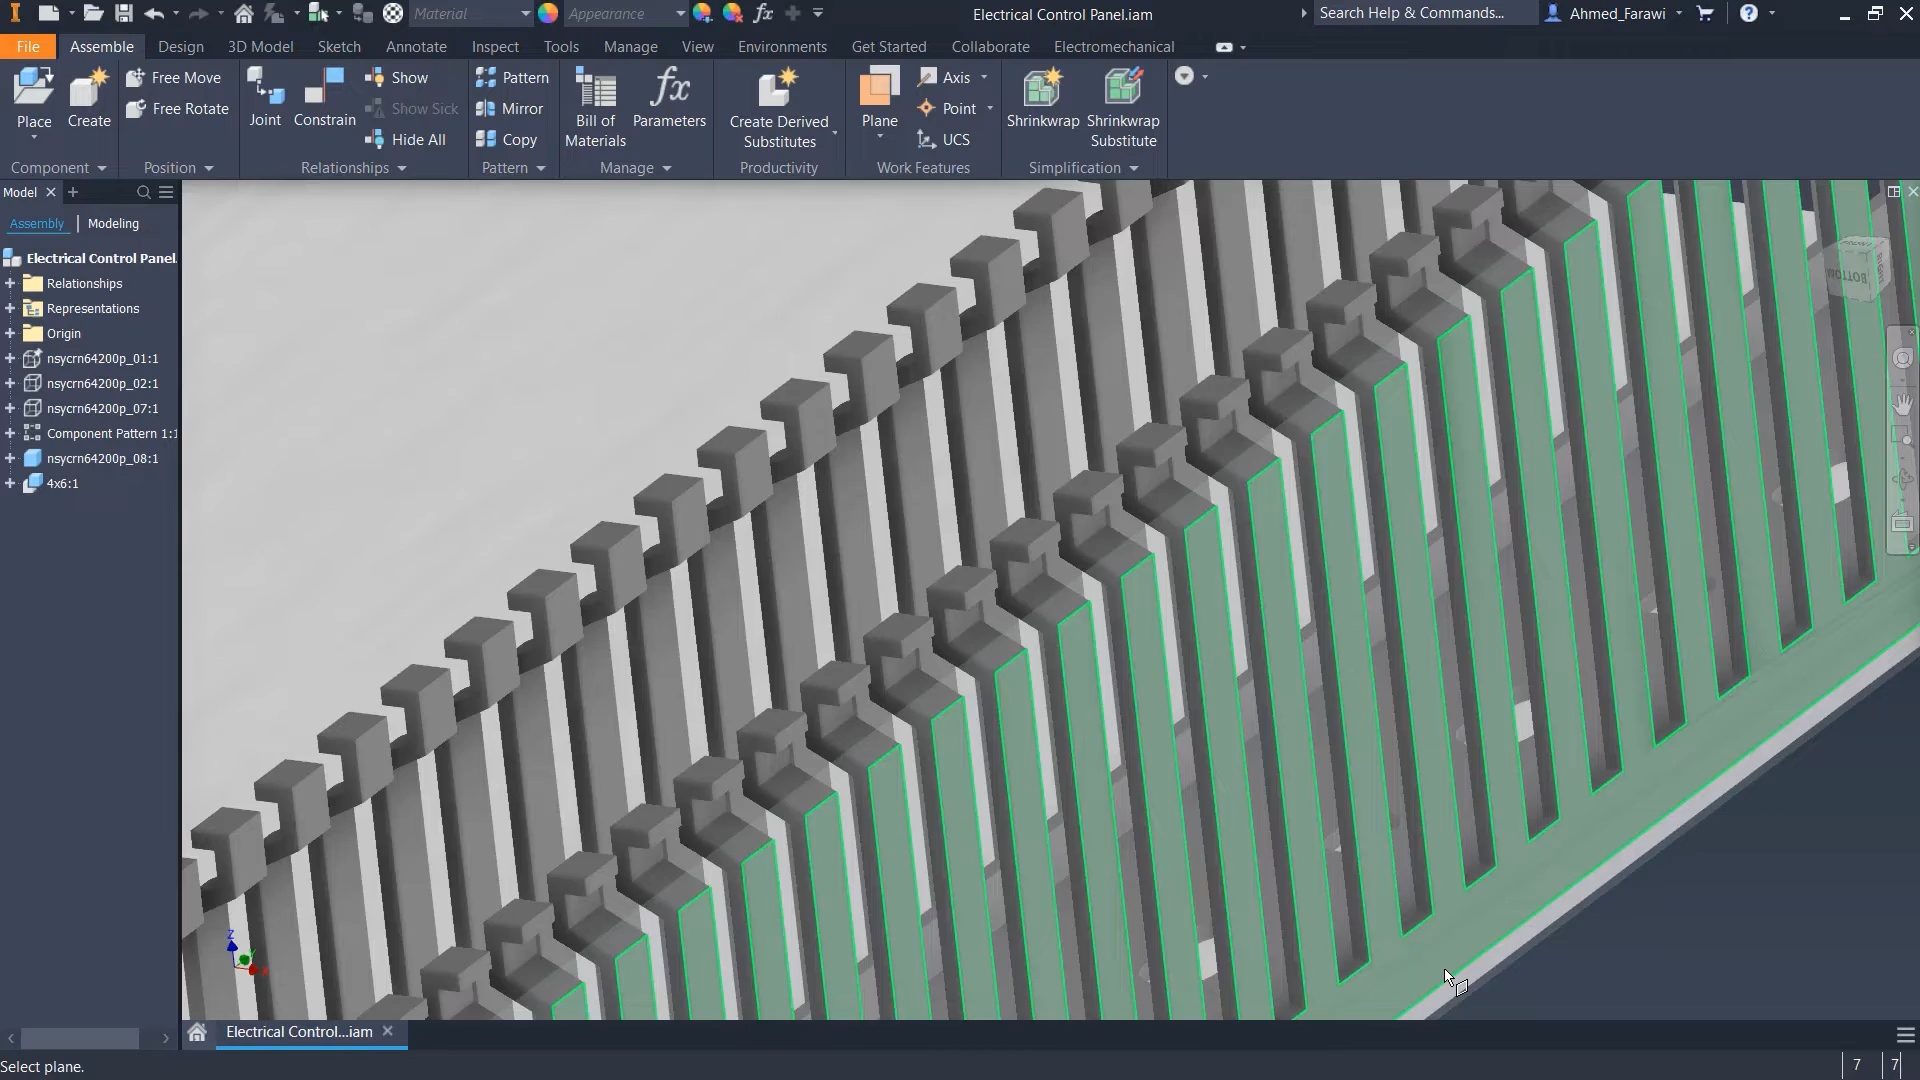 Material
Appearance
fx
Electrical Control Panel.iam
Search Help & Commands...
Ahmed_Farawi
File
Assemble
Design
3D Model
Sketch
Annotate
Inspect
Tools
Manage
View
Environments
Get Started
Collaborate
Electromechanical
Place
Create
Free Move
Free Rotate
Joint
Constrain
Show
Show Sick
Hide All
Pattern
Mirror
Copy
Bill of
Materials
fx
Parameters
Create Derived
Substitutes
Plane
Axis
Point
UCS
Shrinkwrap
Shrinkwrap
Substitute
Component
Position
Relationships
Pattern
Manage
Productivity
Work Features
Simplification
Model
Assembly
Modeling
Electrical Control Panel.
Relationships
Representations
Origin
nsycrn64200p_01:1
nsycrn64200p_02:1
nsycrn64200p_07:1
Component Pattern 1:1
nsycrn64200p_08:1
4x6:1
BOTTOM
Z
Y
X
Electrical Control...iam
Select plane.
7
7